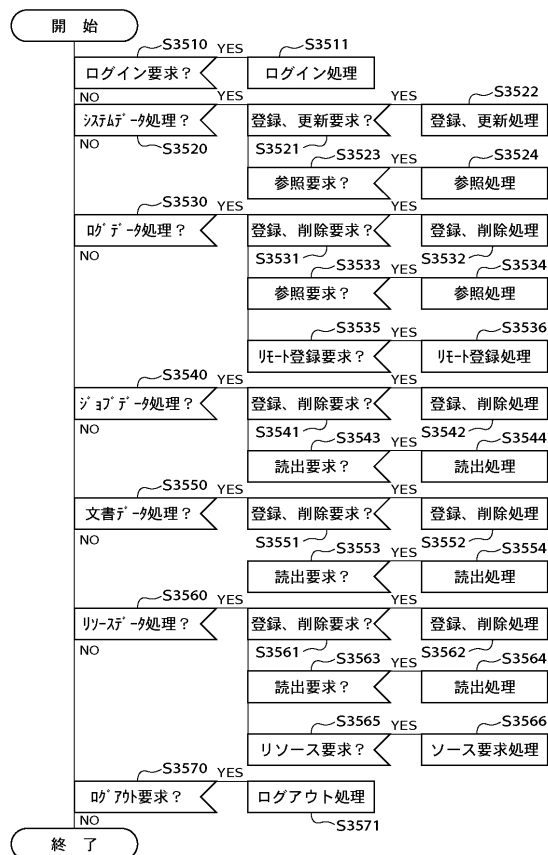 開 始
S3510 YES S3511
ログイン要求？ ログイン処理
NO YES YES S3522
ｼｽﾃﾑﾃﾞｰﾀ処理？ 登録、更新要求？ 登録、更新処理
NO S3520 S3521
S3523 YES S3524
参照要求？ 参照処理
S3530 YES YES
ﾛｸﾞﾃﾞｰﾀ処理？ 登録、削除要求？ 登録、削除処理
NO S3531 S3532
S3533 YES S3534
参照要求？ 参照処理
S3535 YES S3536
ﾘﾓｰﾄ登録要求？ ﾘﾓｰﾄ登録処理
S3540 YES YES
ｼﾞｮﾌﾞﾃﾞｰﾀ処理？ 登録、削除要求？ 登録、削除処理
NO S3541 S3542
S3543 YES S3544
読出要求？ 読出処理
S3550 YES YES
文書ﾃﾞｰﾀ処理？ 登録、削除要求？ 登録、削除処理
NO S3551 S3552
S3553 YES S3554
読出要求？ 読出処理
S3560 YES YES
ﾘｿｰｽﾃﾞｰﾀ処理？ 登録、削除要求？ 登録、削除処理
NO S3561 S3562
S3563 YES S3564
読出要求？ 読出処理
S3565 YES S3566
リソース要求？ ソース要求処理
S3570 YES
ﾛｸﾞｱｳﾄ要求？ ログアウト処理
NO S3571
終 了